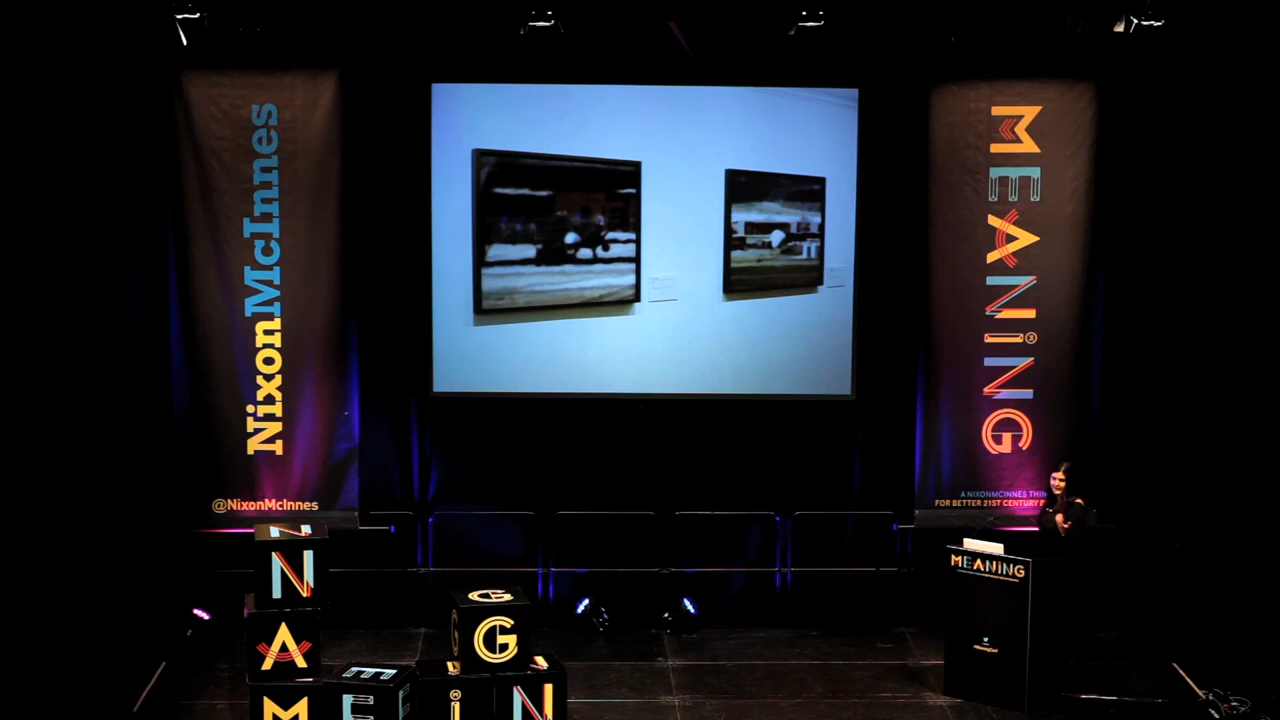 NixonMcInnes
@NixonMcInnes
MEANiNG
A NIXONMCINNES THIN
FOR BETTER 21ST CENTURY
MEANiNG
N
N
A
M
E
G
G
i
N